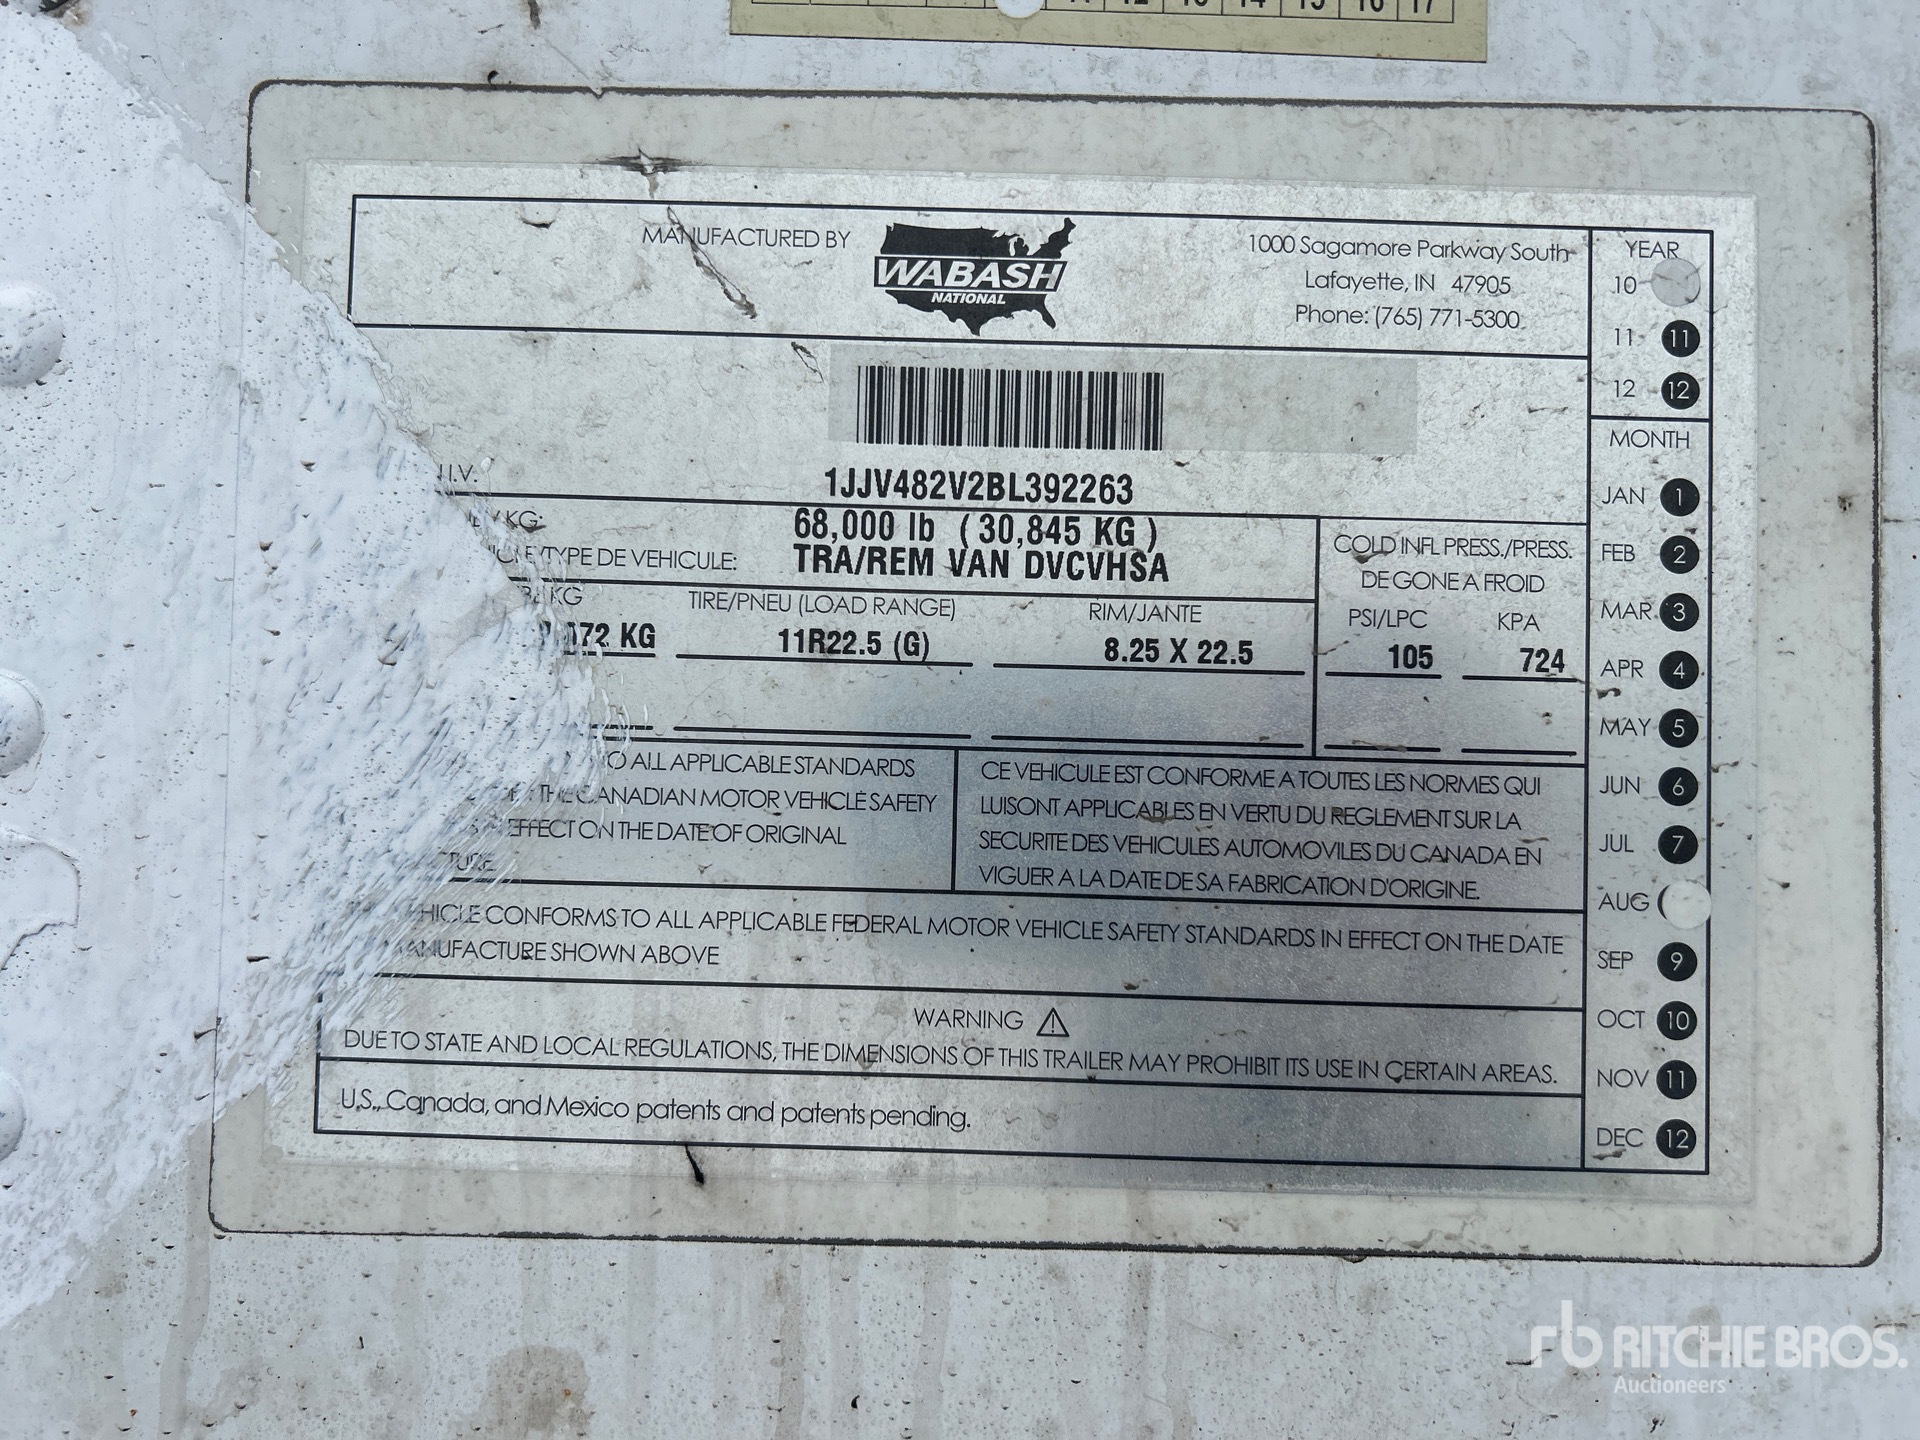 11 12 13 14 15 16 17
MANUFACTURED BY
WABASH
NATIONAL
1000 Sagamore Parkway South
Lafayette, IN 47905
Phone: (765) 771-5300
YEAR
10
11 11
12 12
MONTH
JAN 1
FEB 2
MAR 3
APR 4
MAY 5
JUN 6
JUL 7
AUG
SEP 9
OCT 10
NOV 11
DEC 12
1JJV482V2BL392263
KG: 68,000 lb (30,845 KG)
TYPE DE VEHICULE: TRA/REM VAN DVCVHSA
COLD INFL PRESS./PRESS.
DE GONE A FROID
KG TIRE/PNEU (LOAD RANGE) RIM/JANTE PSI/LPC KPA
072 KG 11R22.5 (G) 8.25 X 22.5 105 724
TO ALL APPLICABLE STANDARDS
THE CANADIAN MOTOR VEHICLE SAFETY
EFFECT ON THE DATE OF ORIGINAL
CE VEHICULE EST CONFORME A TOUTES LES NORMES QUI
LUISONT APPLICABLES EN VERTU DU REGLEMENT SUR LA
SECURITE DES VEHICULES AUTOMOVILES DU CANADA EN
VIGUER A LA DATE DE SA FABRICATION D'ORIGINE.
CONFORMS TO ALL APPLICABLE FEDERAL MOTOR VEHICLE SAFETY STANDARDS IN EFFECT ON THE DATE
MANUFACTURE SHOWN ABOVE
WARNING
DUE TO STATE AND LOCAL REGULATIONS, THE DIMENSIONS OF THIS TRAILER MAY PROHIBIT ITS USE IN CERTAIN AREAS.
U.S., Canada, and Mexico patents and patents pending.
rb RITCHIE BROS.
Auctioneers